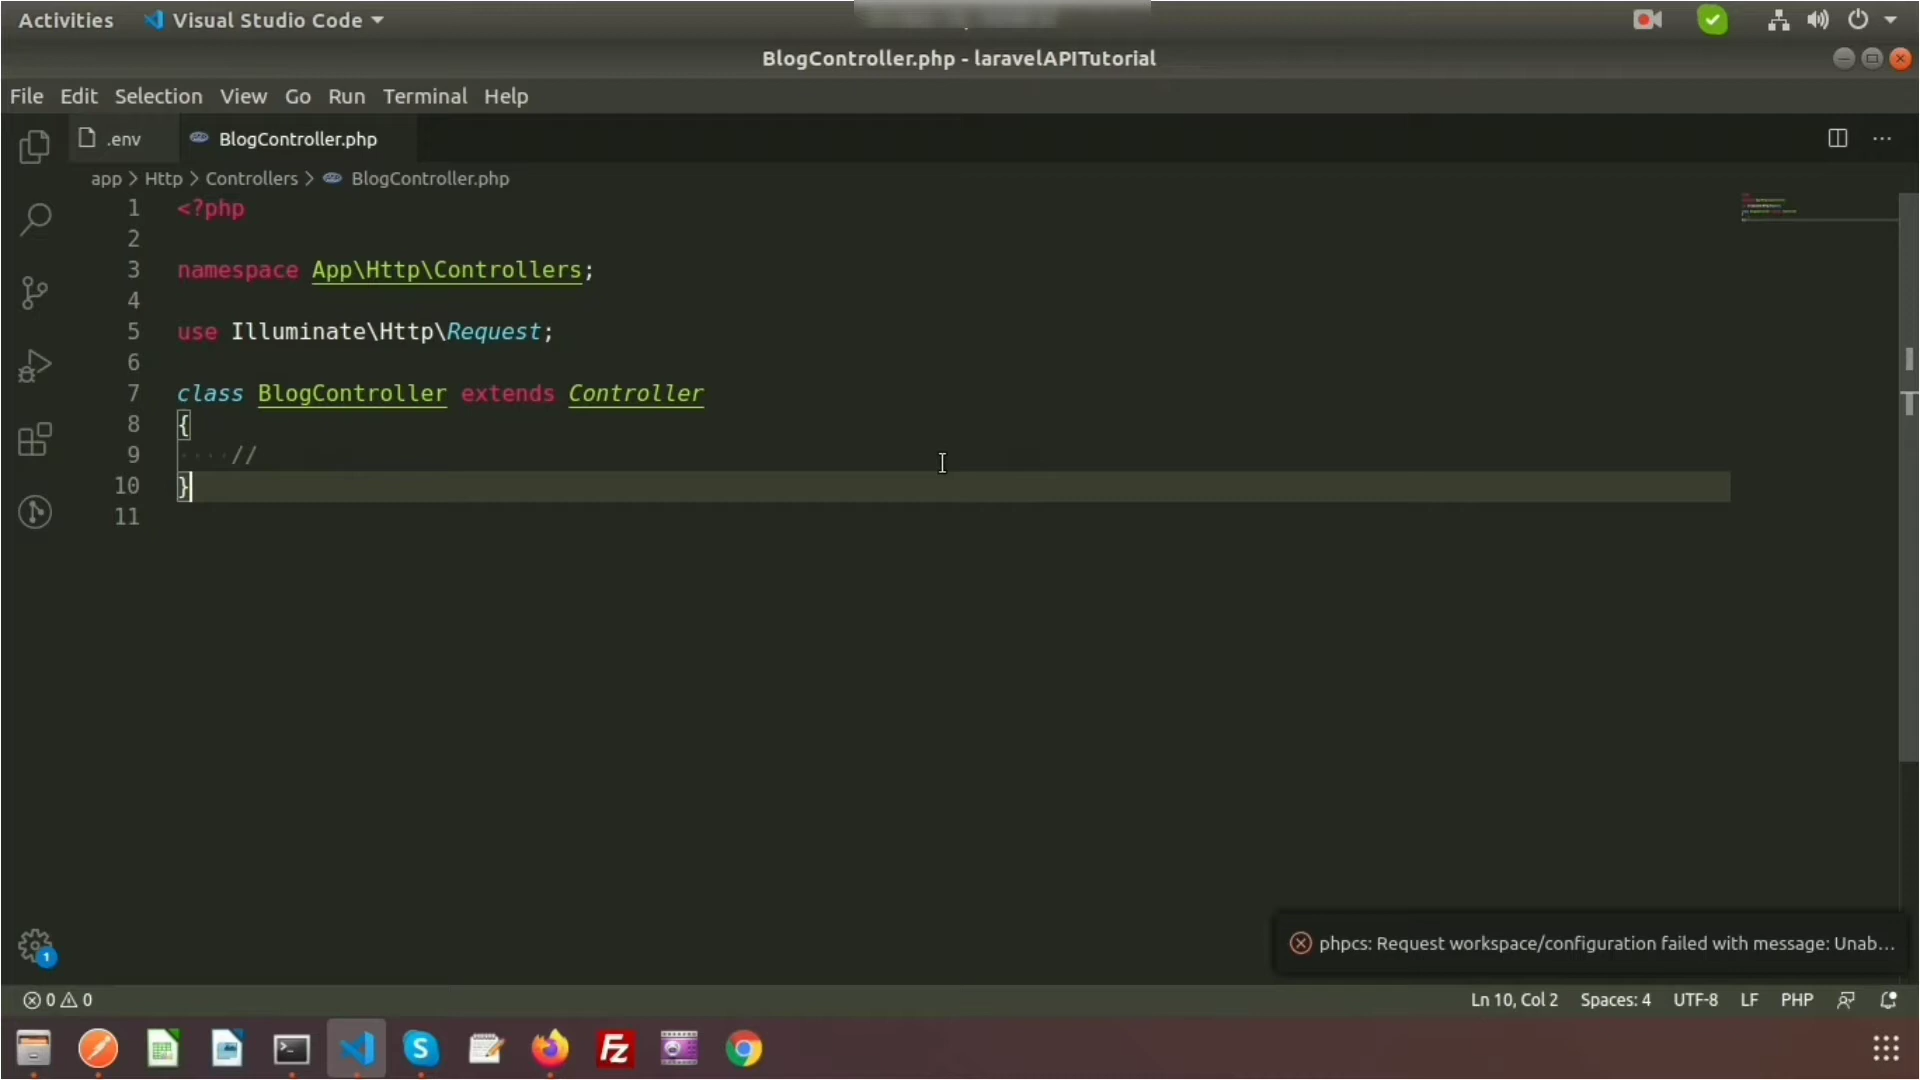 Activities Visual Studio Code
BlogController.php - laravelAPITutorial
File Edit Selection View Go Run Terminal Help
.env BlogController.php
app > Http > Controllers > BlogController.php
1 <?php
2
3 namespace App\Http\Controllers;
4
5 use Illuminate\Http\Request;
6
7 class BlogController extends Controller
8 {
9 ····//
10 }
11
1
phpcs: Request workspace/configuration failed with message: Unab...
0 0 Ln 10, Col 2 Spaces: 4 UTF-8 LF PHP
S Fz